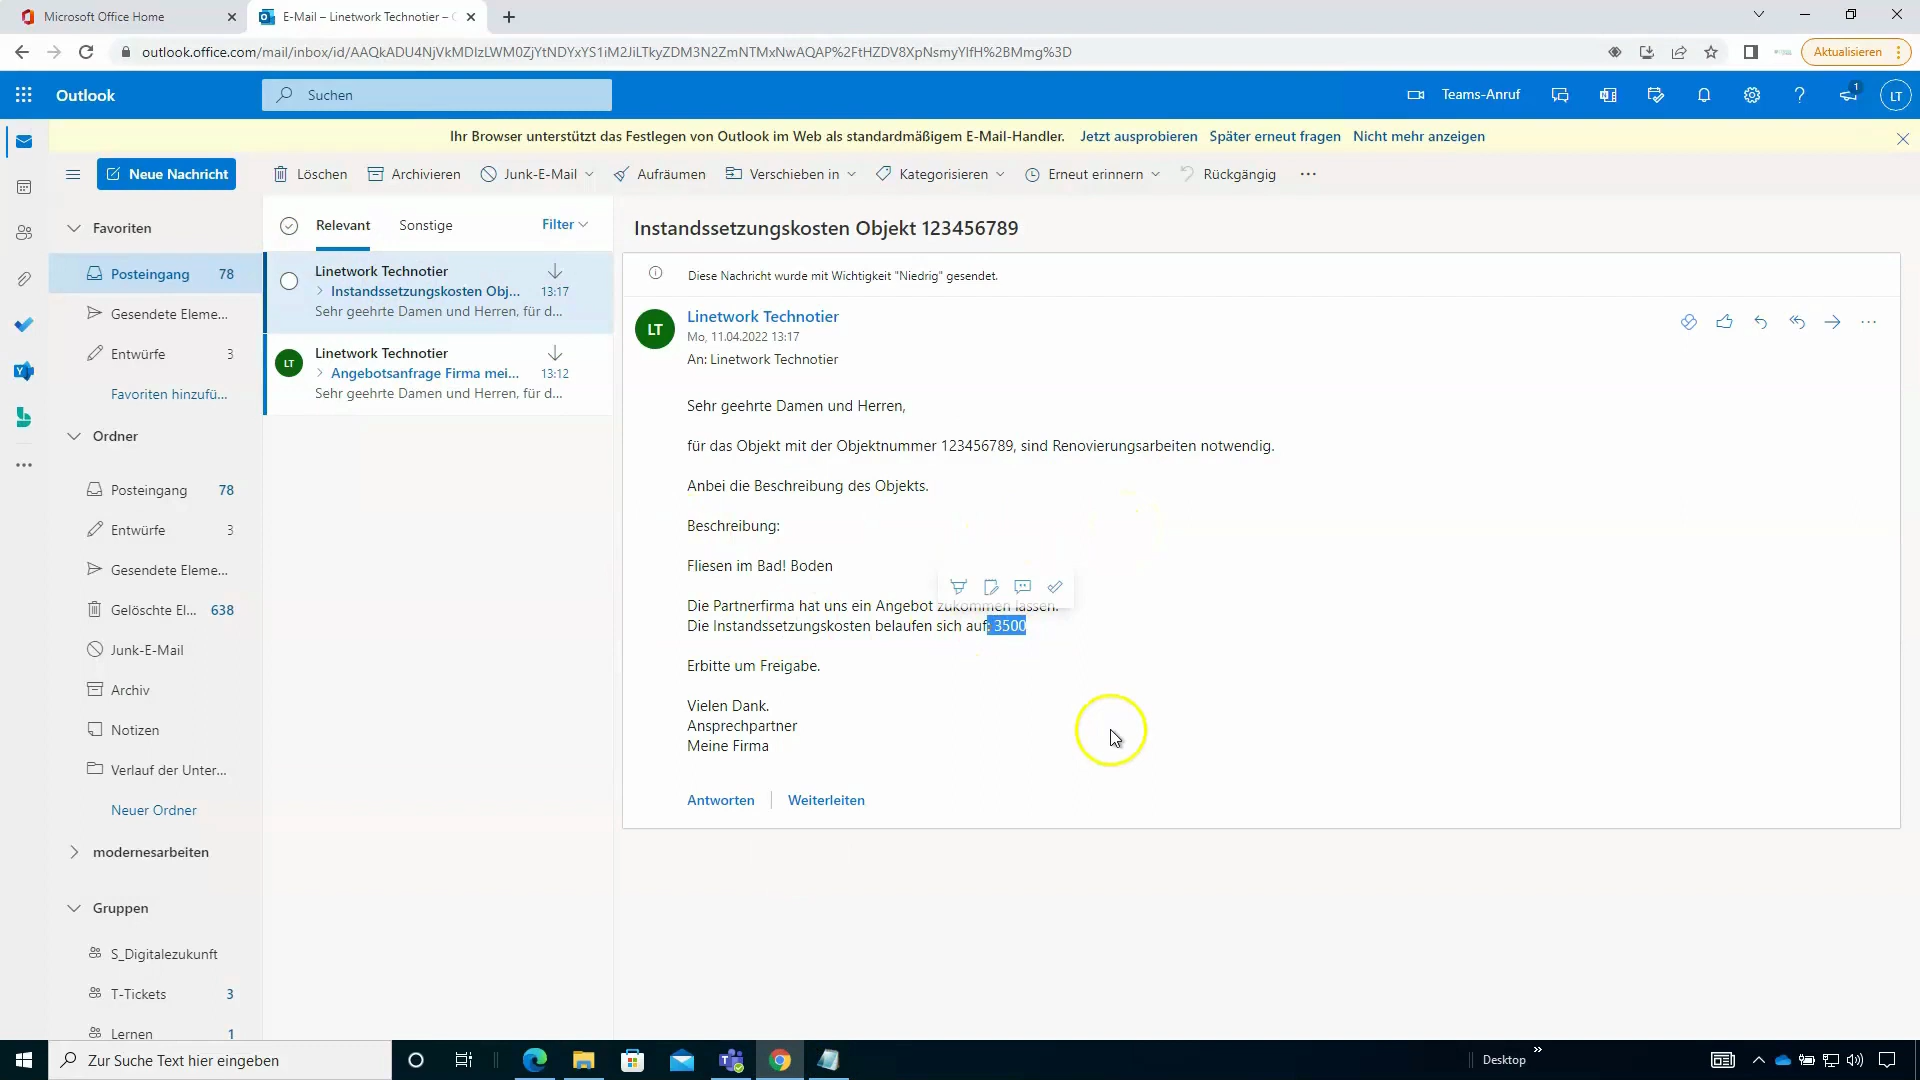 Microsoft Office Home
E-Mail – Linetwork Technotier –
outlook.office.com/mail/inbox/id/AAQkADU4NjVkMDIzLWM0ZjYtNDYxYS1iM2JiLTkyZDM3N2ZmNTMxNwAQAP%2FtHZDV8XpNsmyYIfH%2BMmg%3D
Aktualisieren
Outlook
Suchen
Teams-Anruf
1
LT
Ihr Browser unterstützt das Festlegen von Outlook im Web als standardmäßigem E-Mail-Handler. Jetzt ausprobieren Später erneut fragen Nicht mehr anzeigen
Neue Nachricht
Löschen
Archivieren
Junk-E-Mail
Aufräumen
Verschieben in
Kategorisieren
Erneut erinnern
Rückgängig
Favoriten
Posteingang 78
Gesendete Eleme...
Entwürfe 3
Favoriten hinzufü...
Ordner
Posteingang 78
Entwürfe 3
Gesendete Eleme...
Gelöschte El... 638
Junk-E-Mail
Archiv
Notizen
Verlauf der Unter...
Neuer Ordner
modernesarbeiten
Gruppen
S_Digitalezukunft
T-Tickets 3
Lernen 1
Relevant
Sonstige
Filter
Linetwork Technotier
Instandssetzungskosten Obj... 13:17
Sehr geehrte Damen und Herren, für d...
LT
Linetwork Technotier
Angebotsanfrage Firma mei... 13:12
Sehr geehrte Damen und Herren, für d...
Instandssetzungskosten Objekt 123456789
Diese Nachricht wurde mit Wichtigkeit "Niedrig" gesendet.
LT
Linetwork Technotier
Mo, 11.04.2022 13:17
An: Linetwork Technotier
Sehr geehrte Damen und Herren,
für das Objekt mit der Objektnummer 123456789, sind Renovierungsarbeiten notwendig.
Anbei die Beschreibung des Objekts.
Beschreibung:
Fliesen im Bad! Boden
Die Partnerfirma hat uns ein Angebot zukommen lassen.
Die Instandssetzungskosten belaufen sich auf: 3500
Erbitte um Freigabe.
Vielen Dank.
Ansprechpartner
Meine Firma
Antworten
Weiterleiten
Zur Suche Text hier eingeben
Desktop